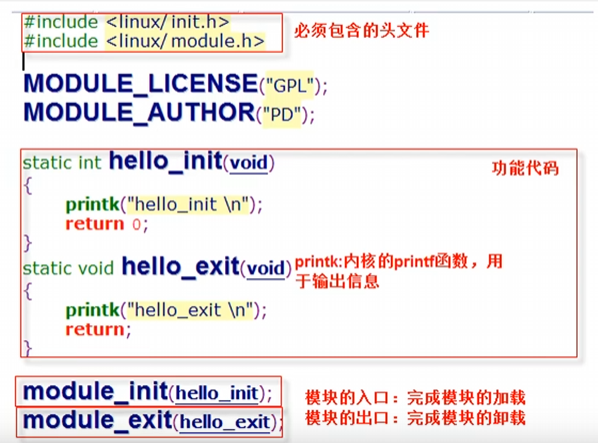 #include <linux/init.h>
#include <linux/module.h>
必须包含的头文件
MODULE_LICENSE("GPL");
MODULE_AUTHOR("PD");
功能代码
static int hello_init(void)
{
printk("hello_init \n");
return 0;
}
static void hello_exit(void)
printk:内核的printf函数，用
于输出信息
{
printk("hello_exit \n");
return;
}
module_init(hello_init);
module_exit(hello_exit);
模块的入口：完成模块的加载
模块的出口：完成模块的卸载